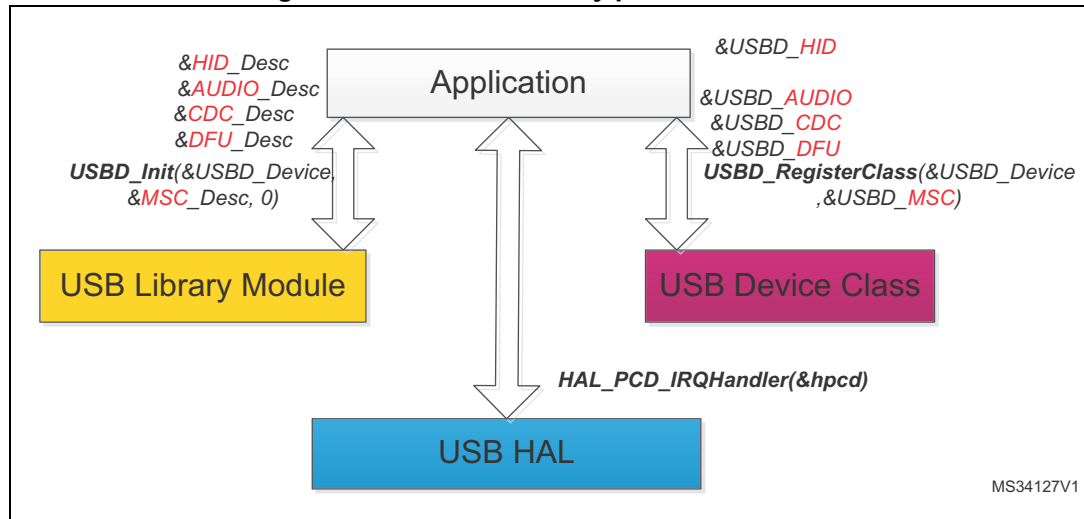 &HID_Desc
&AUDIO_Desc
&CDC_Desc
&DFU_Desc
USBD_Init(&USBD_Device,
&MSC_Desc, 0)
Application
&USBD_HID
&USBD_AUDIO
&USBD_CDC
&USBD_DFU
USBD_RegisterClass(&USBD_Device
,&USBD_MSC)
USB Library Module
USB Device Class
HAL_PCD_IRQHandler(&hpcd)
USB HAL
MS34127V1